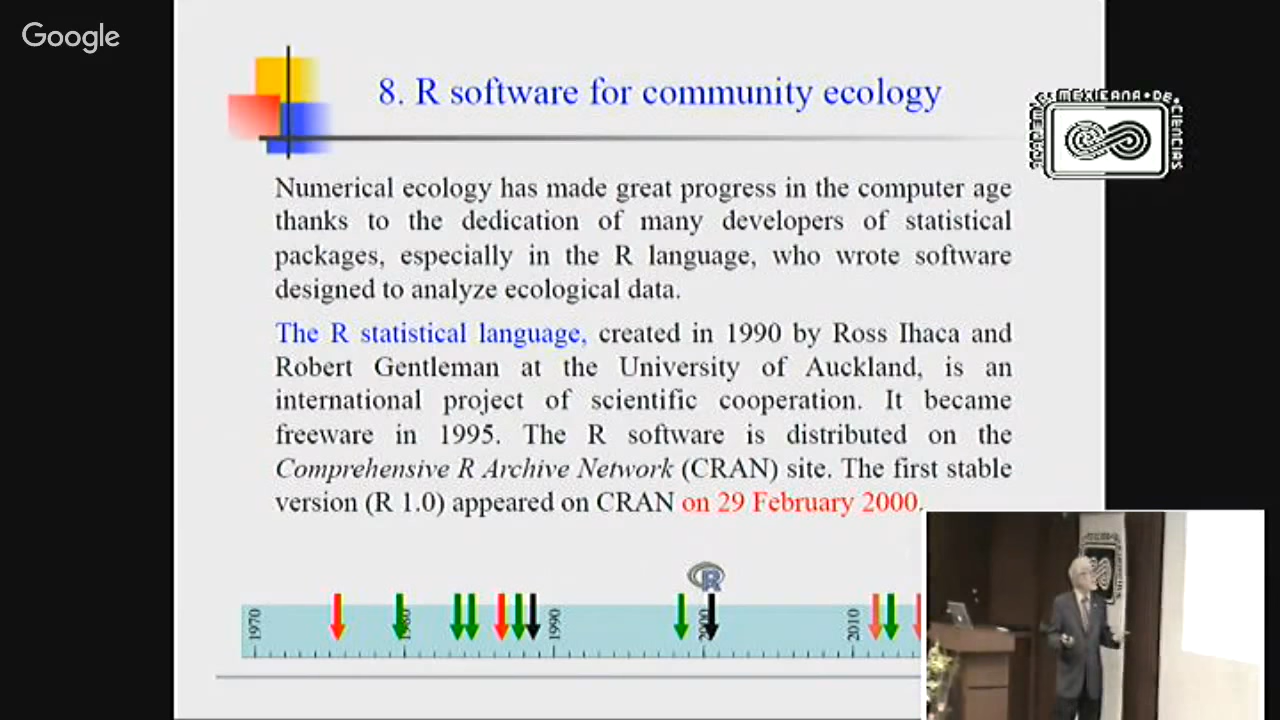 Google
8. R software for community ecology
MEXICANA • DE •
CIENCIAS
Numerical ecology has made great progress in the computer age
thanks to the dedication of many developers of statistical
packages, especially in the R language, who wrote software
designed to analyze ecological data.
The R statistical language, created in 1990 by Ross Ihaca and
Robert Gentleman at the University of Auckland, is an
international project of scientific cooperation. It became
freeware in 1995. The R software is distributed on the
Comprehensive R Archive Network (CRAN) site. The first stable
version (R 1.0) appeared on CRAN on 29 February 2000.
R
1970
1980
1990
2000
2010